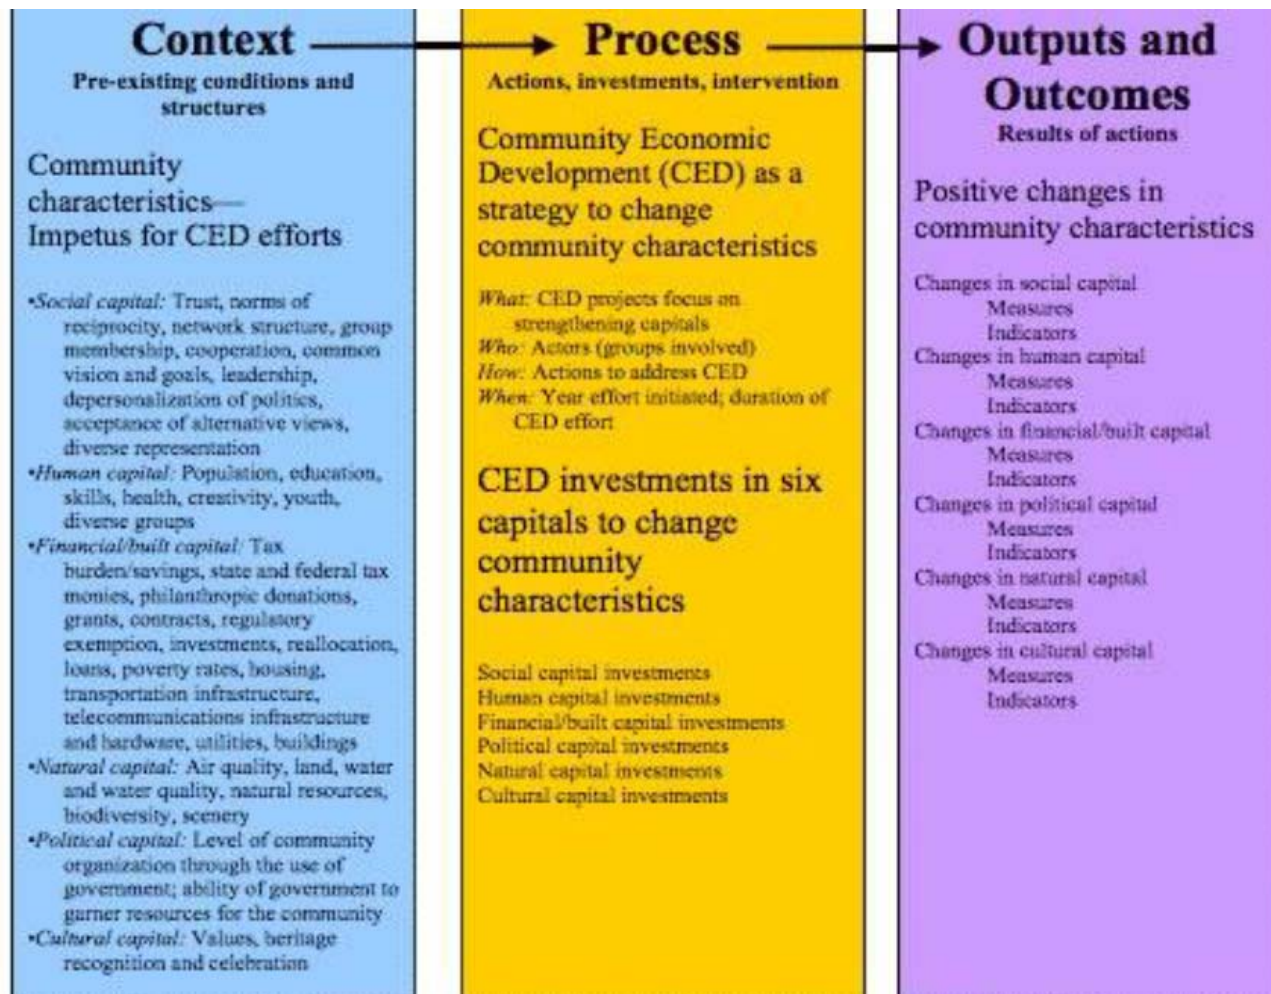 Context
Pre-existing conditions and
structures
Community
characteristics—
Impetus for CED efforts
•Social capital: Trust, norms of
reciprocity, network structure, group
membership, cooperation, common
vision and goals, leadership,
depersonalization of politics,
acceptance of alternative views,
diverse representation
•Human capital: Population, education,
skills, health, creativity, youth,
diverse groups
•Financial/built capital: Tax
burden/savings, state and federal tax
monies, philanthropic donations,
grants, contracts, regulatory
exemption, investments, reallocation,
loans, poverty rates, housing,
transportation infrastructure,
telecommunications infrastructure
and hardware, utilities, buildings
•Natural capital: Air quality, land, water
and water quality, natural resources,
biodiversity, scenery
•Political capital: Level of community
organization through the use of
government; ability of government to
garner resources for the community
•Cultural capital: Values, heritage
recognition and celebration
Process
Actions, investments, intervention
Community Economic
Development (CED) as a
strategy to change
community characteristics
What: CED projects focus on
strengthening capitals
Who: Actors (groups involved)
How: Actions to address CED
When: Year effort initiated; duration of
CED effort
CED investments in six
capitals to change
community
characteristics
Social capital investments
Human capital investments
Financial/built capital investments
Political capital investments
Natural capital investments
Cultural capital investments
Outputs and
Outcomes
Results of actions
Positive changes in
community characteristics
Changes in social capital
Measures
Indicators
Changes in human capital
Measures
Indicators
Changes in financial/built capital
Measures
Indicators
Changes in political capital
Measures
Indicators
Changes in natural capital
Measures
Indicators
Changes in cultural capital
Measures
Indicators